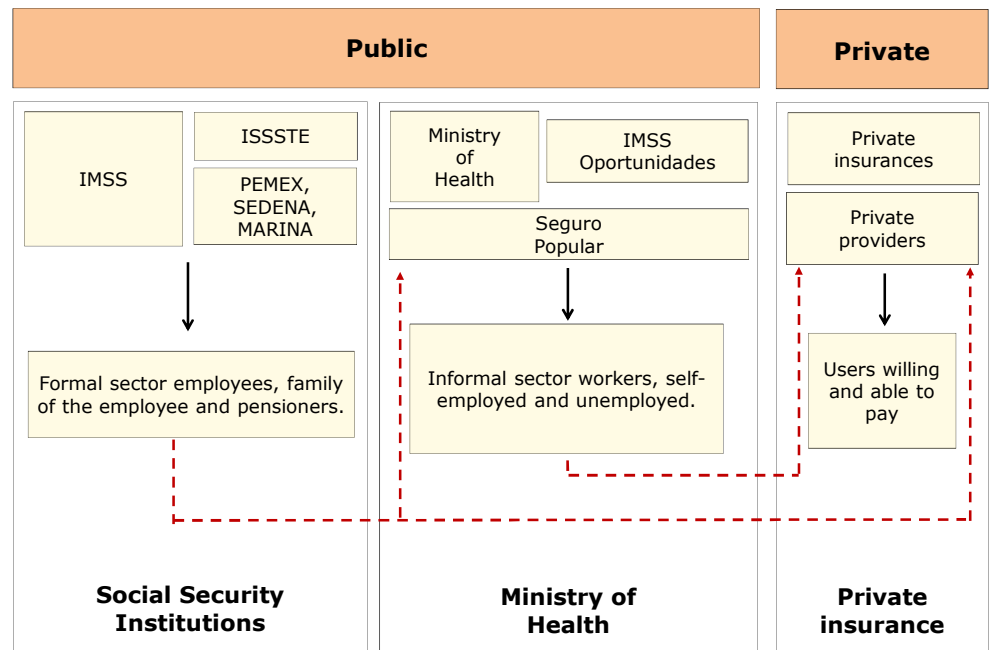 Public
Private
IMSS
ISSSTE
PEMEX,
SEDENA,
MARINA
Formal sector employees, family
of the employee and pensioners.
Social Security
Institutions
Ministry
of
Health
IMSS
Oportunidades
Seguro
Popular
Informal sector workers, self-
employed and unemployed.
Ministry of
Health
Private
insurances
Private
providers
Users willing
and able to
pay
Private
insurance